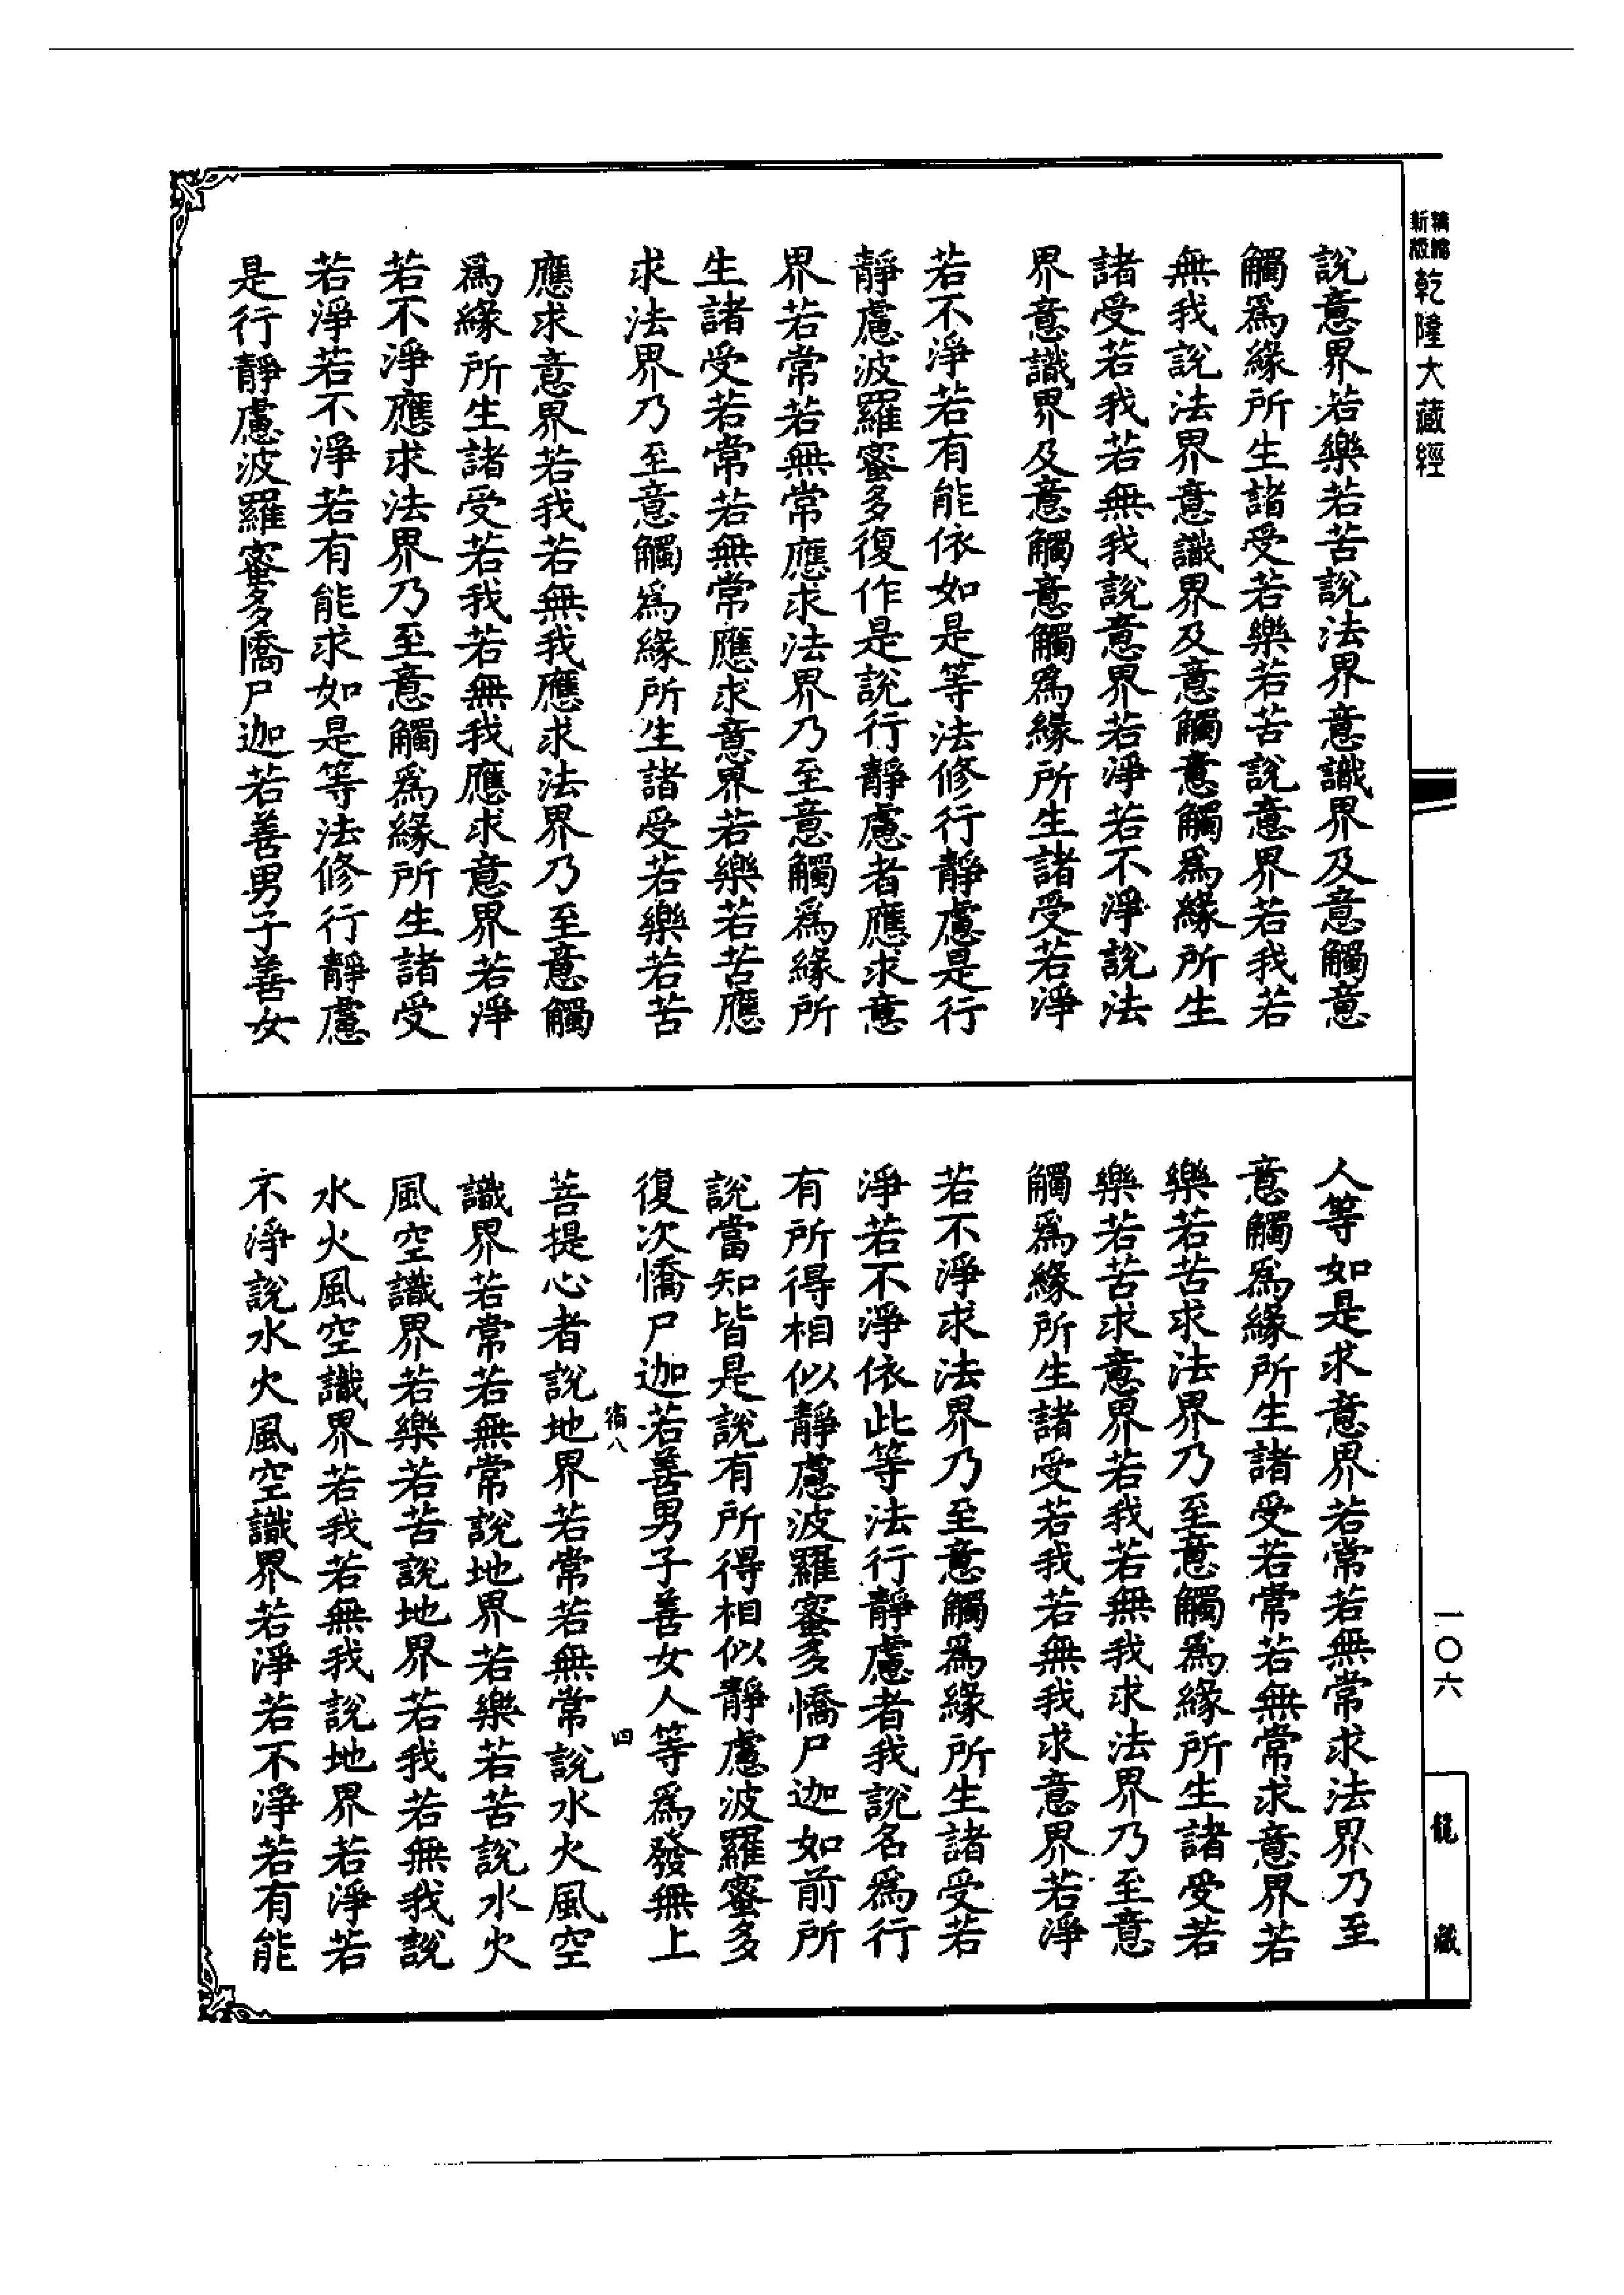 新縮
版精
乾隆大藏經
說意界若樂若苦說法界意識界及意觸意
觸爲緣所生諸受若樂若苦說意界若我若
無我說法界意識界及意觸意觸爲緣所生
諸受若我若無我說意界若淨若不淨說法
界意識界及意觸意觸爲緣所生諸受若淨
若不淨若有能依如是等法修行靜慮是行
靜慮波羅蜜多復作是說行靜慮者應求意
界若常若無常應求法界乃至意觸爲緣所
生諸受若常若無常應求意界若樂若苦應
求法界乃至意觸爲緣所生諸受若樂若苦
應求意界若我若無我應求法界乃至意觸
爲緣所生諸受若我若無我應求意界若淨
若不淨應求法界乃至意觸爲緣所生諸受
若淨若不淨若有能求如是等法修行靜慮
是行靜慮波羅蜜多憍尸迦若善男子善女
人等如是求意界若常若無常求法界乃至
意觸爲緣所生諸受若常若無常求意界若
樂若苦求法界乃至意觸爲緣所生諸受若
樂若苦求意界若我若無我求法界乃至意
觸爲緣所生諸受若我若無我求意界若淨
若不淨求法界乃至意觸爲緣所生諸受若
淨若不淨依此等法行靜慮者我說名爲行
有所得相似靜慮波羅蜜多憍尸迦如前所
說當知皆是說有所得相似靜慮波羅蜜多
復次憍尸迦若善男子善女人等爲發無上
宿八 四
菩提心者說地界若常若無常說水火風空
識界若常若無常說地界若樂若苦說水火
風空識界若樂若苦說地界若我若無我說
水火風空識界若我若無我說地界若淨若
不淨說水火風空識界若淨若不淨若有能
一〇六
龍藏